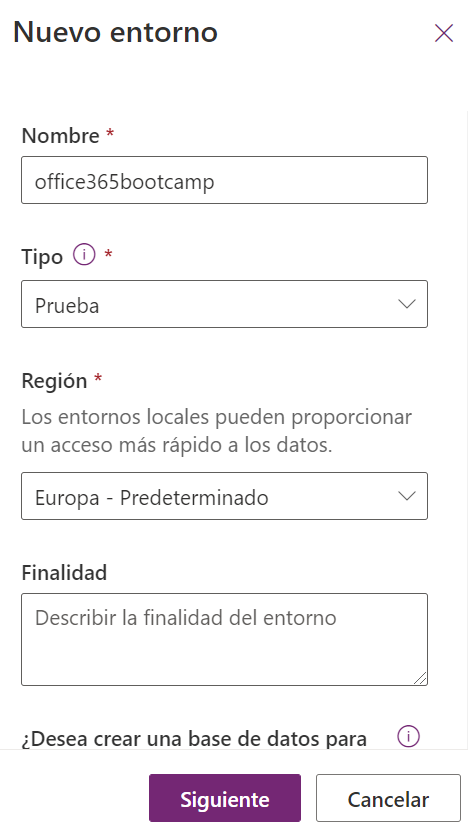 Nuevo entorno
Nombre *
office365bootcamp
Tipo *
Prueba
Región *
Los entornos locales pueden proporcionar
un acceso más rápido a los datos.
Europa - Predeterminado
Finalidad
Describir la finalidad del entorno
¿Desea crear una base de datos para
Siguiente
Cancelar